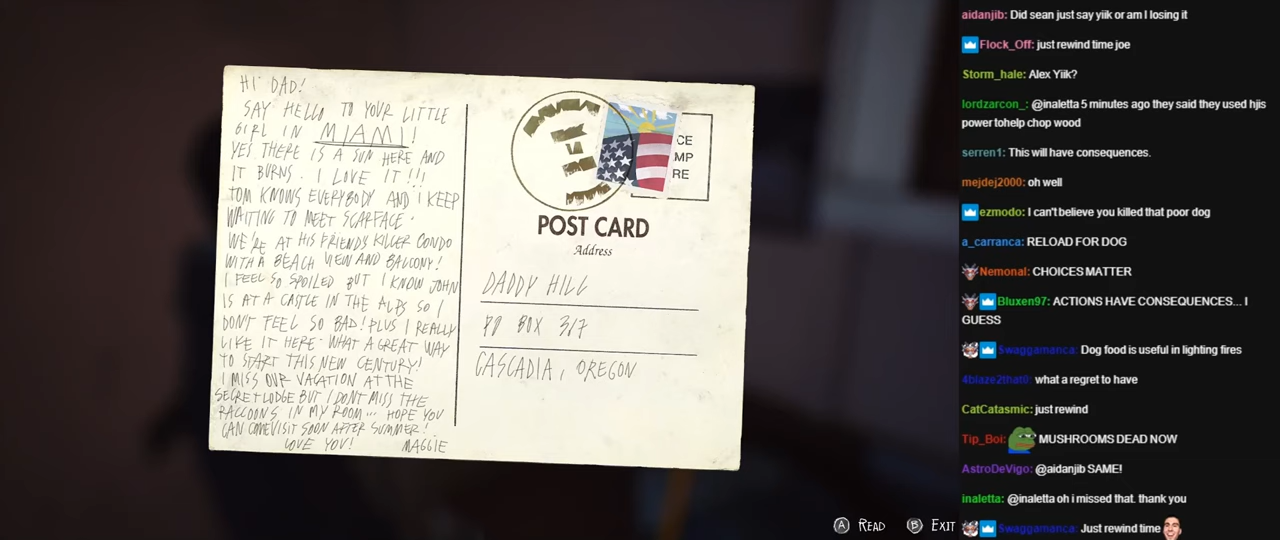 HI DAD!
SAY HELLO TO YOUR LITTLE
GIRL IN MIAMI!
YES THERE IS A SUN HERE AND
IT BURNS. I LOVE IT!!!
TOM KNOWS EVERYBODY AND I KEEP
WAITING TO MEET SCARFACE.
WE'RE AT HIS FRIENDS KILLER CONDO
WITH A BEACH VIEW AND BALCONY!
I FEEL SO SPOILED BUT I KNOW JOHN
IS AT A CASTLE IN THE ALPS SO I
DON'T FEEL SO BAD! PLUS I REALLY
LIKE IT HERE. WHAT A GREAT WAY
TO START THIS NEW CENTURY!
I MISS OUR VACATION AT THE
SECRET LODGE BUT I DON'T MISS THE
RACCOONS IN MY ROOM... HOPE YOU
CAN COME VISIT SOON AFTER SUMMER!
LOVE YOU! MAGGIE
CE
MP
RE
POST CARD
Address
DADDY HILL
PO BOX 317
CASCADIA, OREGON
A READ B EXIT
aidanjib: Did sean just say yiik or am I losing it
Flock_Off: just rewind time joe
Storm_hale: Alex Yiik?
lordzarcon_: @inaletta 5 minutes ago they said they used hjis
power tohelp chop wood
serren1: This will have consequences.
mejdej2000: oh well
ezmodo: I can't believe you killed that poor dog
a_carranca: RELOAD FOR DOG
Nemonal: CHOICES MATTER
Bluxen97: ACTIONS HAVE CONSEQUENCES... I
GUESS
Swaggamanca: Dog food is useful in lighting fires
4blaze2that0: what a regret to have
CatCatasmic: just rewind
Tip_Boi: MUSHROOMS DEAD NOW
AstroDeVigo: @aidanjib SAME!
inaletta: @inaletta oh i missed that. thank you
Swaggamanca: Just rewind time